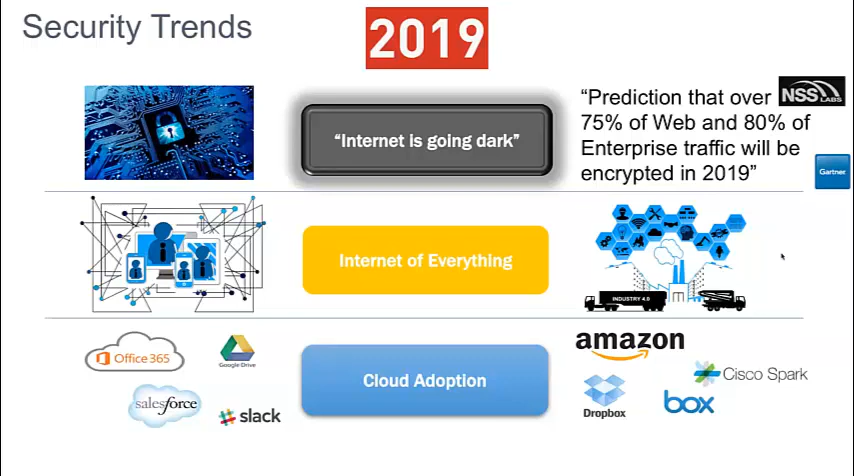 Security Trends
2019
"Internet is going dark"
"Prediction that over
75% of Web and 80% of
Enterprise traffic will be
encrypted in 2019"
NSS
LABS
Gartner
Internet of Everything
INDUSTRY 4.0
Office 365
Google Drive
salesforce
slack
Cloud Adoption
amazon
Cisco Spark
Dropbox
box